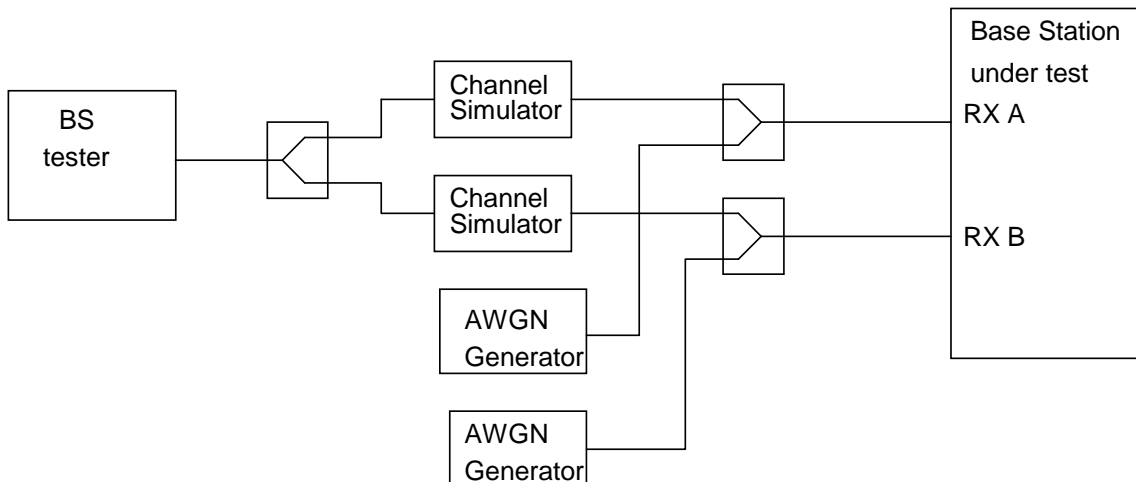 BS
tester
Channel
Simulator
Channel
Simulator
AWGN
Generator
AWGN
Generator
Base Station
under test
RX A
RX B